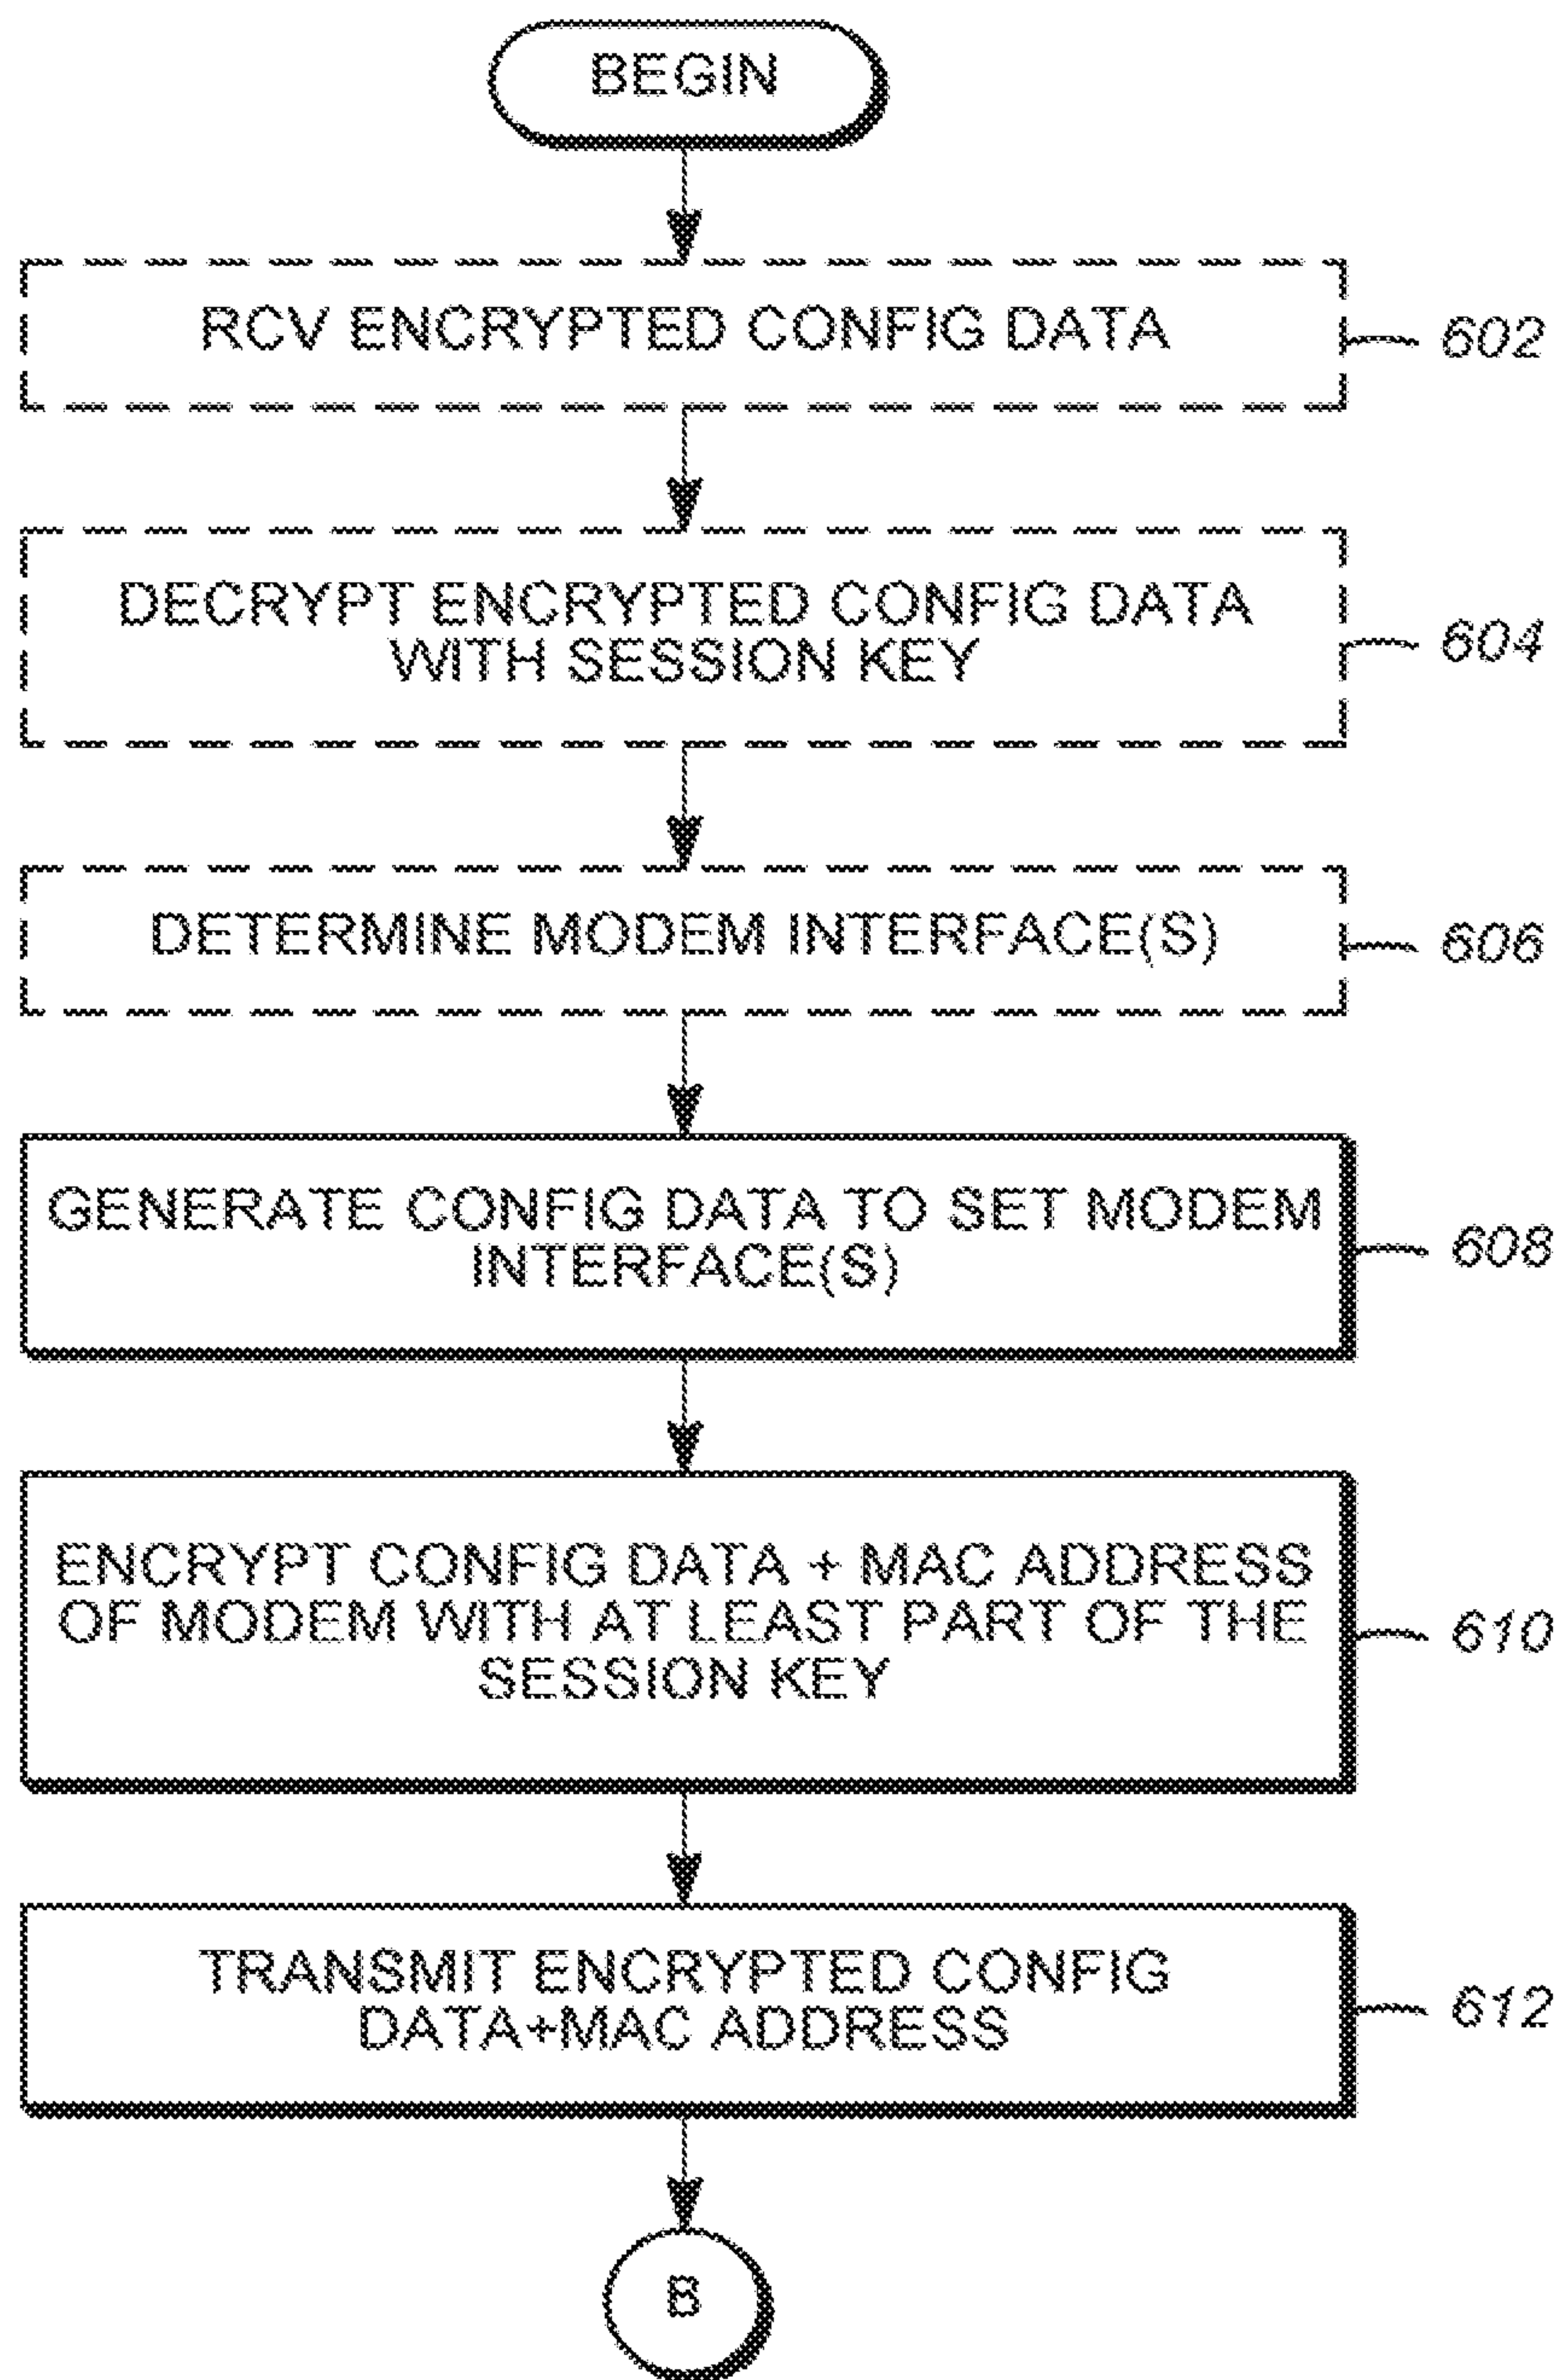 BEGIN
RCV ENCRYPTED CONFIG DATA
602
DECRYPT ENCRYPTED CONFIG DATA
WITH SESSION KEY
604
DETERMINE MODEM INTERFACE(S)
606
GENERATE CONFIG DATA TO SET MODEM
INTERFACE(S)
608
ENCRYPT CONFIG DATA + MAC ADDRESS
OF MODEM WITH AT LEAST PART OF THE
SESSION KEY
610
TRANSMIT ENCRYPTED CONFIG
DATA+MAC ADDRESS
612
B